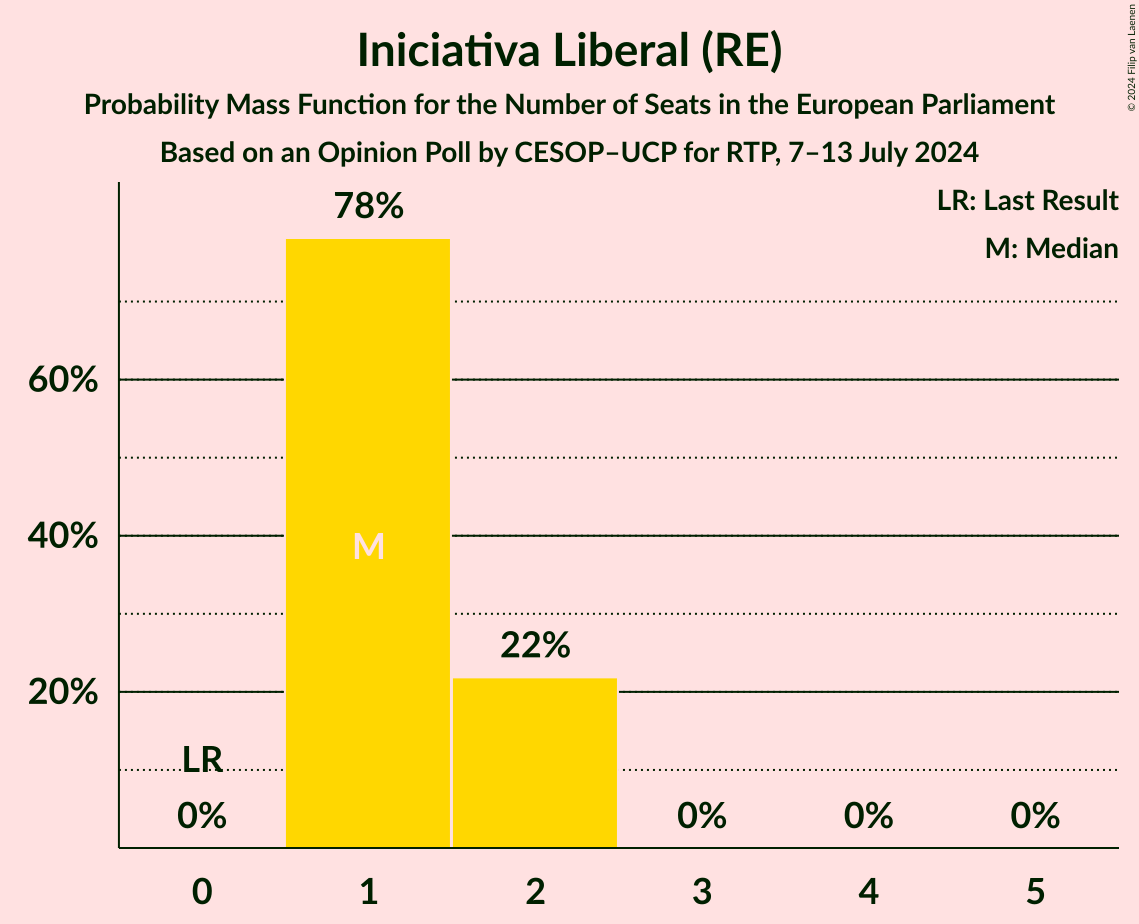 Iniciativa Liberal (RE)
Probability Mass Function for the Number of Seats in the European Parliament
Based on an Opinion Poll by CESOP–UCP for RTP, 7–13 July 2024
© 2024 Filip van Laenen
LR: Last Result
M: Median
78%
60%
M
40%
22%
20%
LR
0%
0%
0%
0%
0
1
2
3
4
5